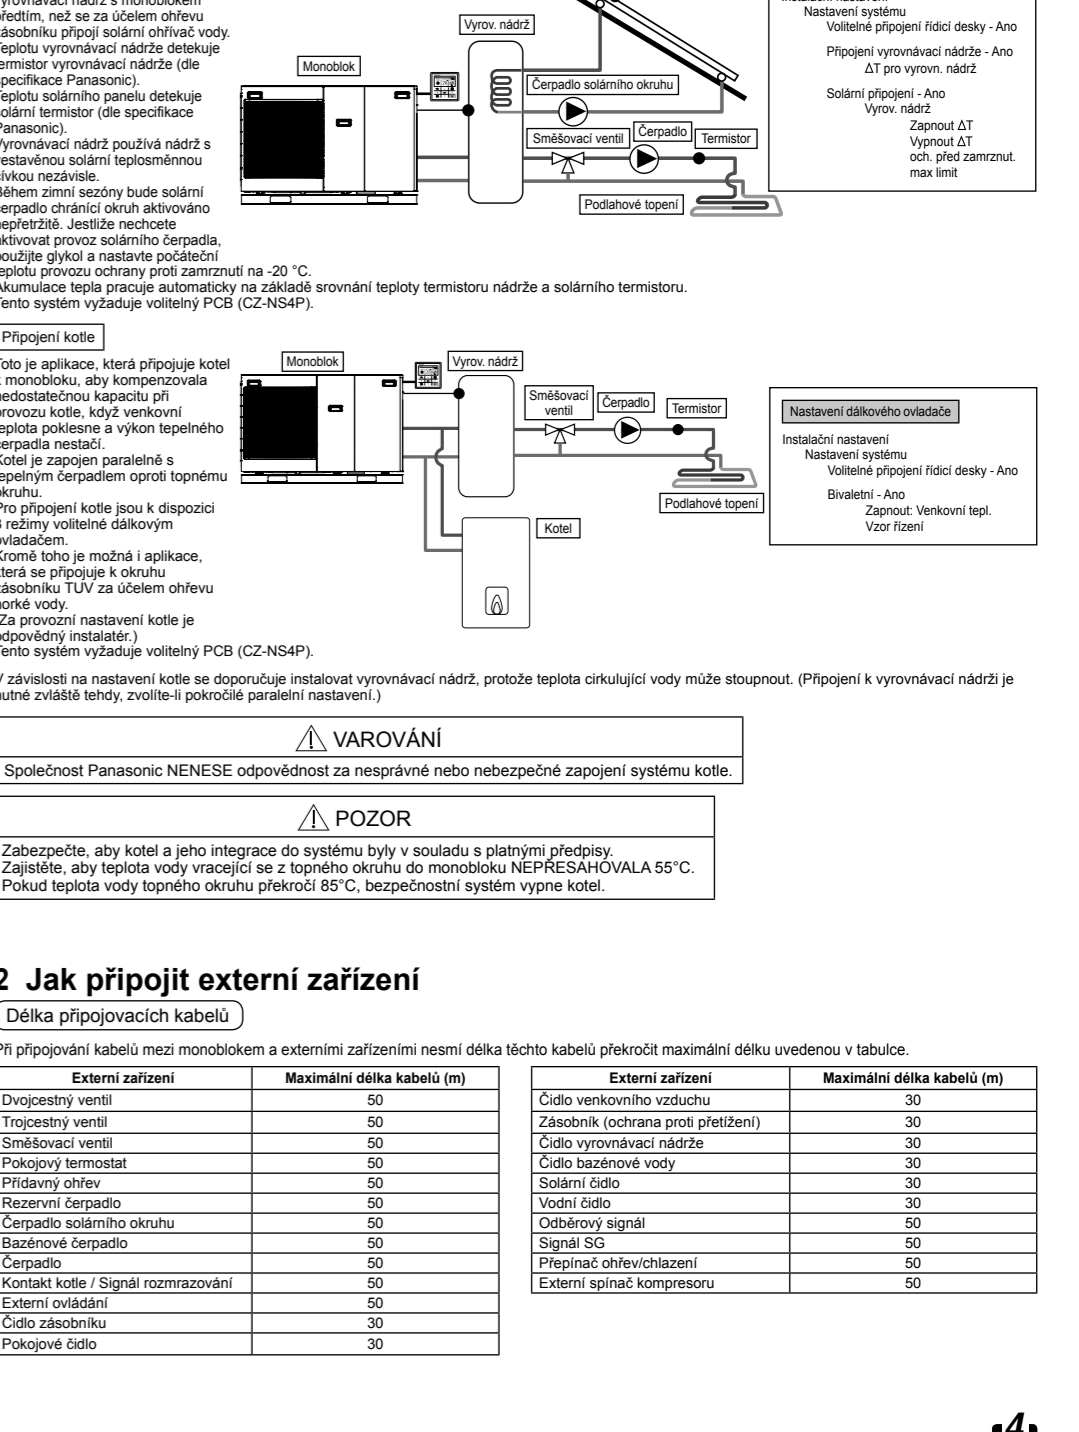 vyrovnávací nádrž s monoblokem
předtím, než se za účelem ohřevu
zásobníku připojí solární ohřívač vody.
Teplotu vyrovnávací nádrže detekuje
termistor vyrovnávací nádrže (dle
specifikace Panasonic).
Teplotu solárního panelu detekuje
solární termistor (dle specifikace
Panasonic).
Vyrovnávací nádrž používá nádrž s
vestavěnou solární teplosměnnou
cívkou nezávisle.
Během zimní sezóny bude solární
čerpadlo chránící okruh aktivováno
nepřetržitě. Jestliže nechcete
aktivovat provoz solárního čerpadla,
použijte glykol a nastavte počáteční
teplotu provozu ochrany proti zamrznutí na -20 °C.
Akumulace tepla pracuje automaticky na základě srovnání teploty termistoru nádrže a solárního termistoru.
Tento systém vyžaduje volitelný PCB (CZ-NS4P).
Monoblok
Vyrov. nádrž
Čerpadlo solárního okruhu
Směšovací ventil
Čerpadlo
Termistor
Podlahové topení
Instalační nastavení
Nastavení systému
Volitelné připojení řídicí desky - Ano
Připojení vyrovnávací nádrže - Ano
ΔT pro vyrovn. nádrž
Solární připojení - Ano
Vyrov. nádrž
Zapnout ΔT
Vypnout ΔT
och. před zamrznut.
max limit
Připojení kotle
Toto je aplikace, která připojuje kotel
k monobloku, aby kompenzovala
nedostatečnou kapacitu při
provozu kotle, když venkovní
teplota poklesne a výkon tepelného
čerpadla nestačí.
Kotel je zapojen paralelně s
tepelným čerpadlem oproti topnému
okruhu.
Pro připojení kotle jsou k dispozici
3 režimy volitelné dálkovým
ovladačem.
Kromě toho je možná i aplikace,
která se připojuje k okruhu
zásobníku TUV za účelem ohřevu
horké vody.
(Za provozní nastavení kotle je
odpovědný instalatér.)
Tento systém vyžaduje volitelný PCB (CZ-NS4P).
Monoblok
Vyrov. nádrž
Směšovací
ventil
Čerpadlo
Termistor
Podlahové topení
Kotel
Nastavení dálkového ovladače
Instalační nastavení
Nastavení systému
Volitelné připojení řídicí desky - Ano
Bivaletní - Ano
Zapnout: Venkovní tepl.
Vzor řízení
V závislosti na nastavení kotle se doporučuje instalovat vyrovnávací nádrž, protože teplota cirkulující vody může stoupnout. (Připojení k vyrovnávací nádrži je
nutné zvláště tehdy, zvolíte-li pokročilé paralelní nastavení.)
VAROVÁNÍ
Společnost Panasonic NENESE odpovědnost za nesprávné nebo nebezpečné zapojení systému kotle.
POZOR
Zabezpečte, aby kotel a jeho integrace do systému byly v souladu s platnými předpisy.
Zajistěte, aby teplota vody vracející se z topného okruhu do monobloku NEPŘESAHOVALA 55°C.
Pokud teplota vody topného okruhu překročí 85°C, bezpečnostní systém vypne kotel.
2 Jak připojit externí zařízení
Délka připojovacích kabelů
Při připojování kabelů mezi monoblokem a externími zařízeními nesmí délka těchto kabelů překročit maximální délku uvedenou v tabulce.
Externí zařízení Maximální délka kabelů (m)
Dvojcestný ventil 50
Trojcestný ventil 50
Směšovací ventil 50
Pokojový termostat 50
Přídavný ohřev 50
Rezervní čerpadlo 50
Čerpadlo solárního okruhu 50
Bazénové čerpadlo 50
Čerpadlo 50
Kontakt kotle / Signál rozmrazování 50
Externí ovládání 50
Čidlo zásobníku 30
Pokojové čidlo 30
Externí zařízení Maximální délka kabelů (m)
Čidlo venkovního vzduchu 30
Zásobník (ochrana proti přetížení) 30
Čidlo vyrovnávací nádrže 30
Čidlo bazénové vody 30
Solární čidlo 30
Vodní čidlo 30
Odběrový signál 50
Signál SG 50
Přepínač ohřev/chlazení 50
Externí spínač kompresoru 50
4